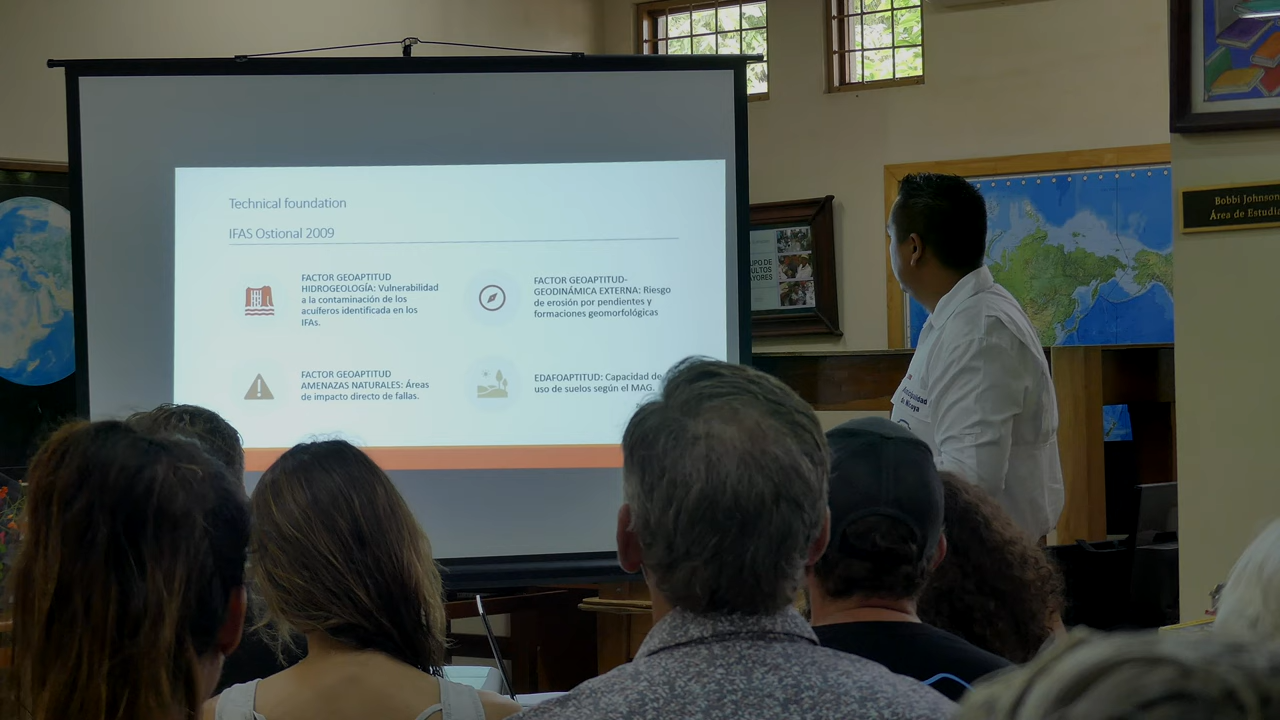 Technical foundation
IFAS Ostional 2009
FACTOR GEOAPTITUD
HIDROGEOLOGÍA: Vulnerabilidad
a la contaminación de los
acuíferos identificada en los
IFAs.
FACTOR GEOAPTITUD-
GEODINÁMICA EXTERNA: Riesgo
de erosión por pendientes y
formaciones geomorfológicas
FACTOR GEOAPTITUD
AMENAZAS NATURALES: Áreas
de impacto directo de fallas.
EDAFOAPTITUD: Capacidad de
uso de suelos según el MAG.
Bobbi Johnson
Área de